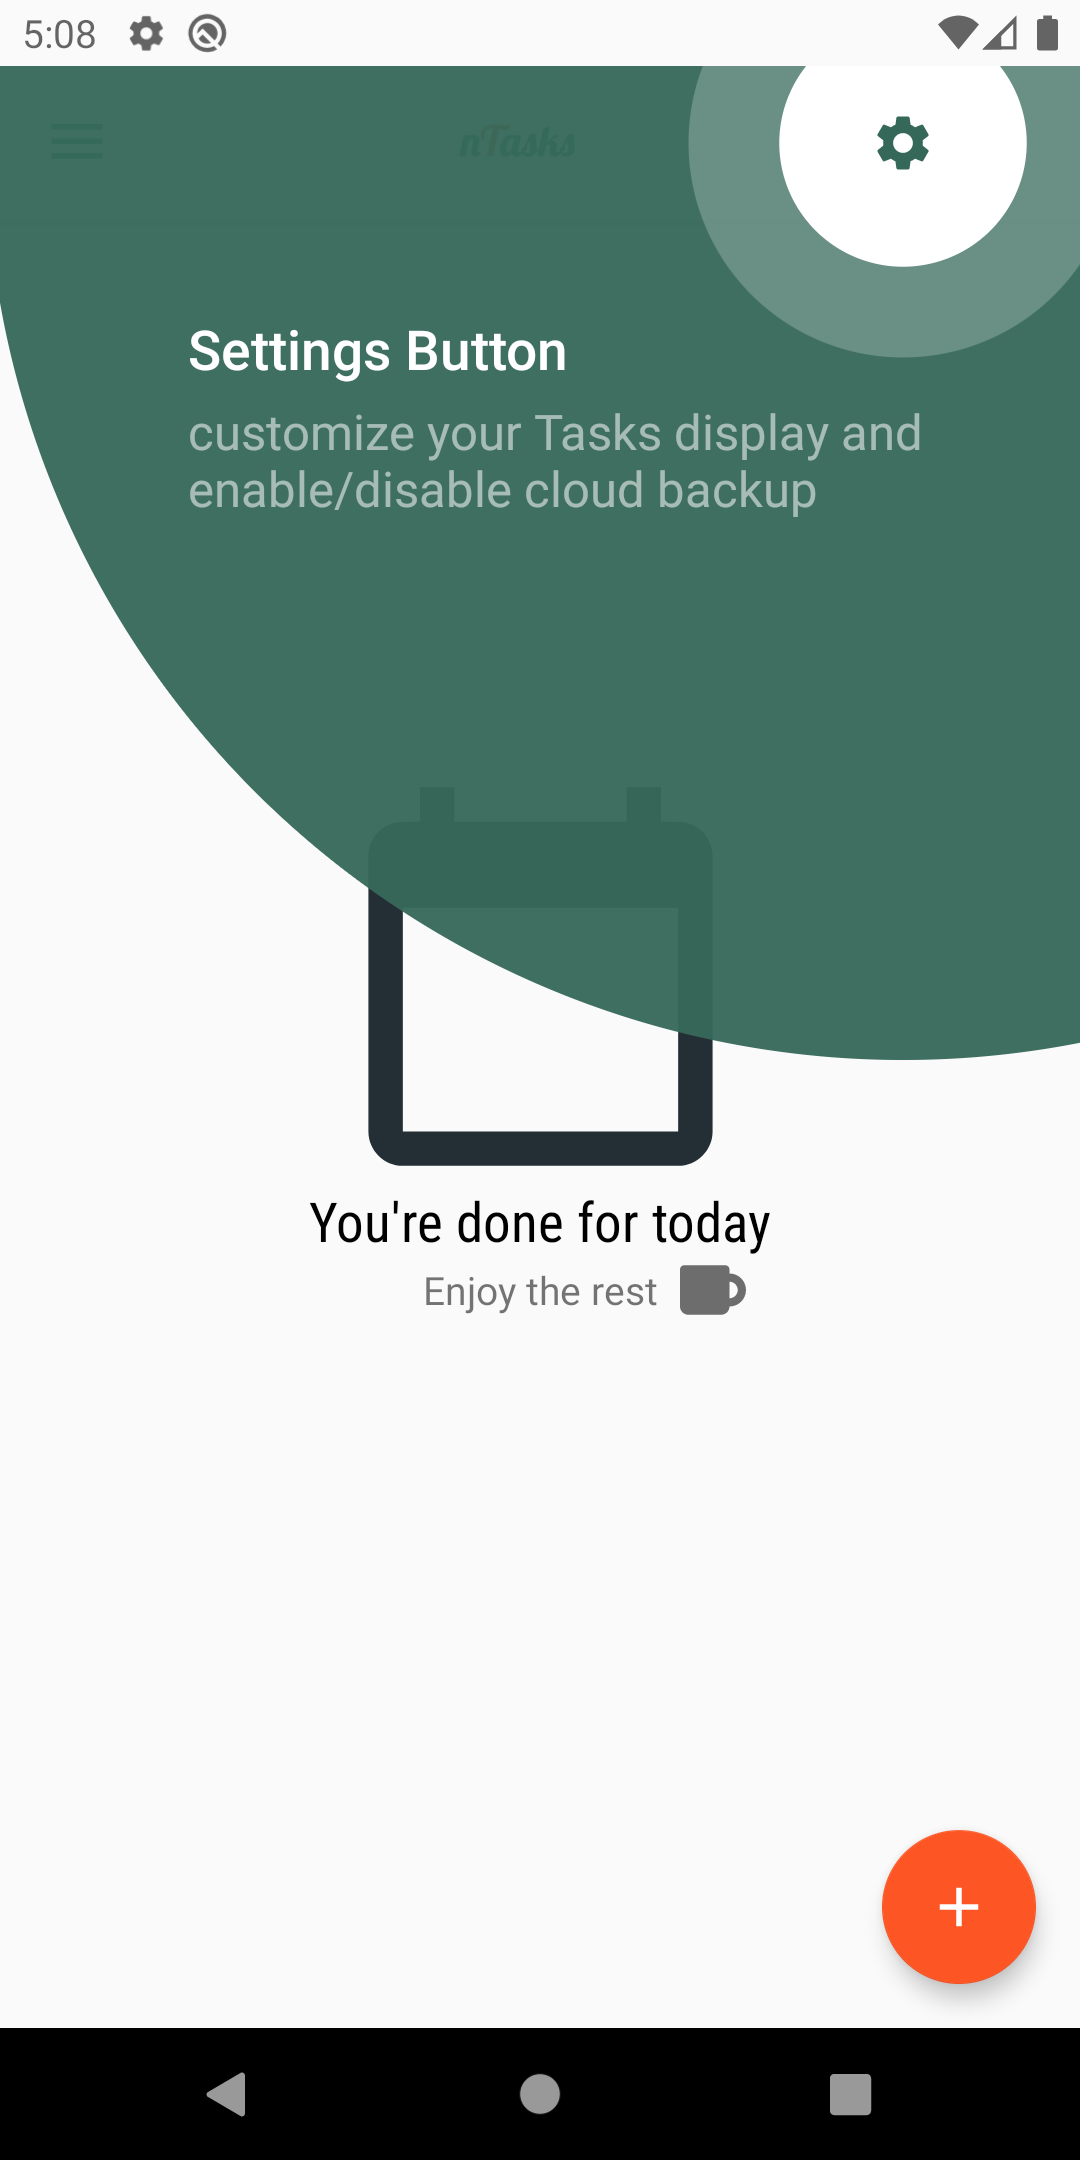 5:08
nTasks
Settings Button
customize your Tasks display and
enable/disable cloud backup
You're done for today
Enjoy the rest